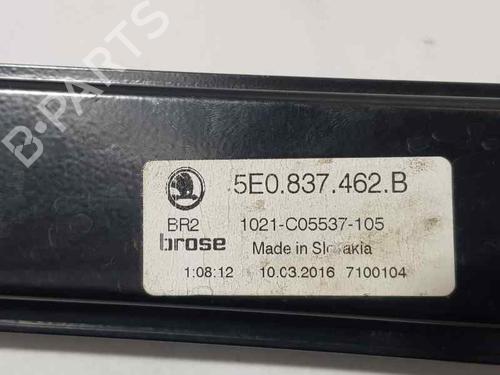 B-PARTS
5E0.837.462.B
BR2
1021-C05537-105
brose
Made in Slovakia
1:08:12
10.03.2016
7100104